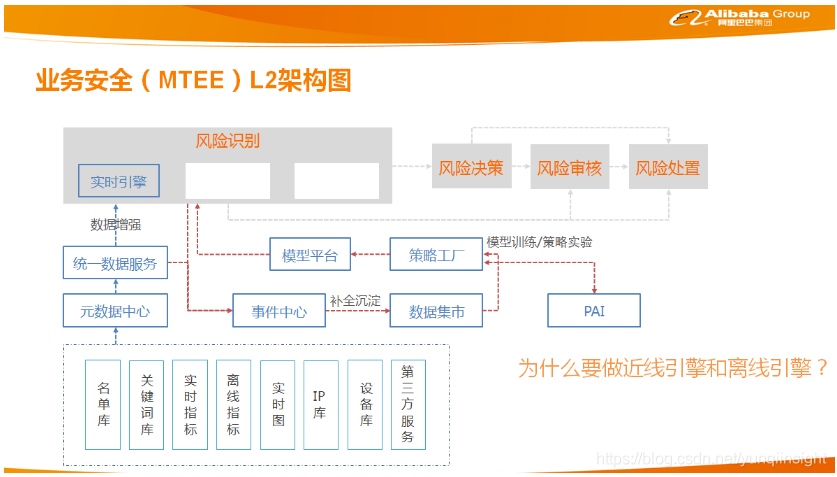 Alibaba Group
阿里巴巴集团
业务安全（MTEE）L2架构图
风险识别
实时引擎
风险决策
风险审核
风险处置
数据增强
统一数据服务
模型平台
策略工厂
模型训练/策略实验
元数据中心
事件中心
补全沉淀
数据集市
PAI
名单库
关键词库
实时指标
离线指标
实时图
IP库
设备库
第三方服务
为什么要做近线引擎和离线引擎？
https://blog.csdn.net/yunqiinsight